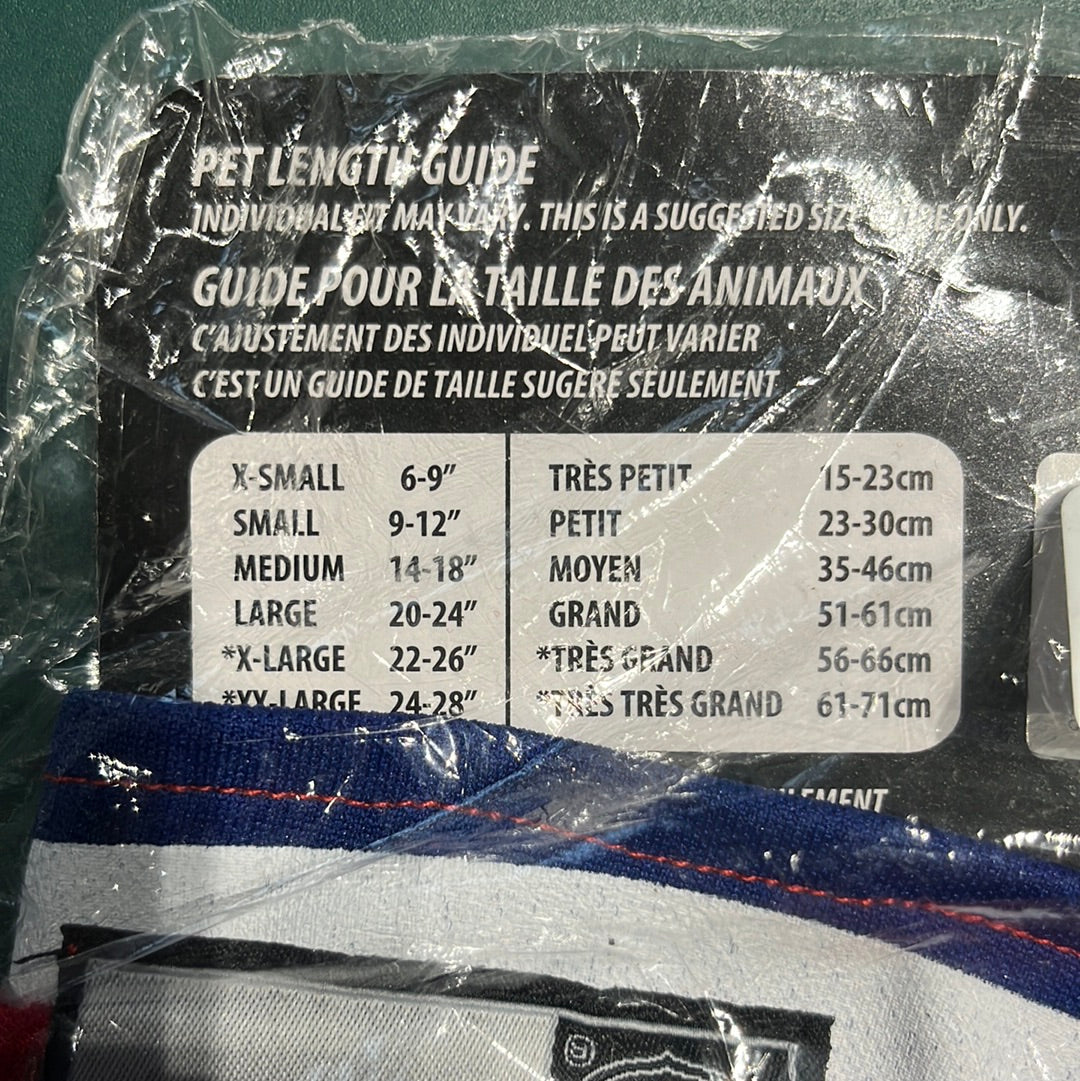 PET LENGTH GUIDE
INDIVIDUAL FIT MAY VARY. THIS IS A SUGGESTED SIZE ONLY.
GUIDE POUR LA TAILLE DES ANIMAUX
C'AJUSTEMENT DES INDIVIDUEL PEUT VARIER
C'EST UN GUIDE DE TAILLE SUGERE SEULEMENT
X-SMALL 6-9" TRÈS PETIT 15-23cm
SMALL 9-12" PETIT 23-30cm
MEDIUM 14-18" MOYEN 35-46cm
LARGE 20-24" GRAND 51-61cm
*X-LARGE 22-26" *TRÈS GRAND 56-66cm
*XX-LARGE 24-28" *TRÈS TRÈS GRAND 61-71cm